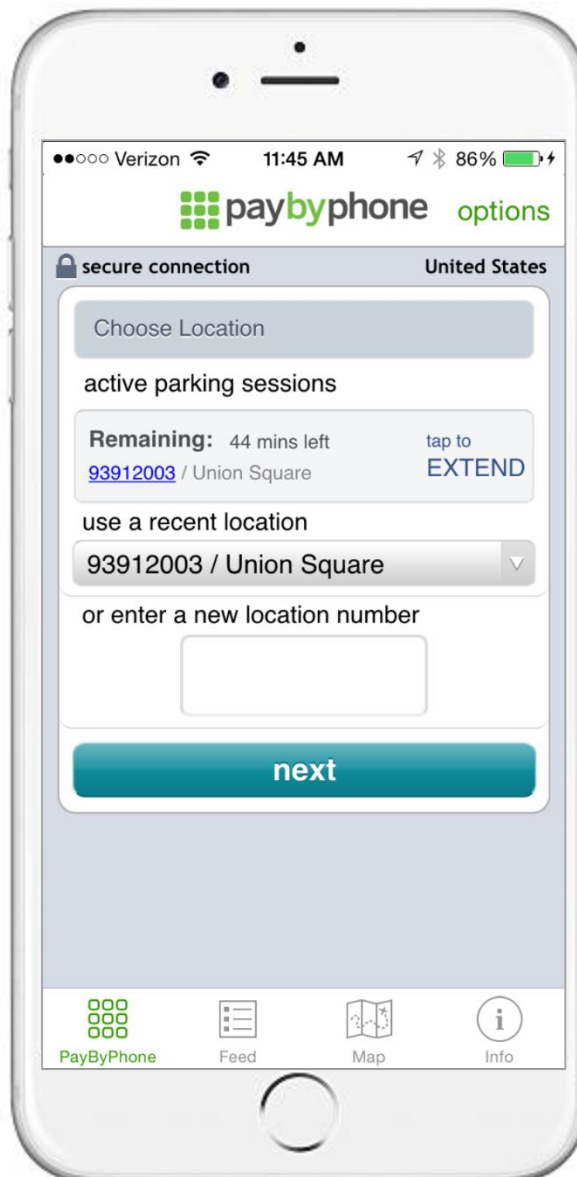 Verizon 11:45 AM 86%
paybyphone options
secure connection United States
Choose Location
active parking sessions
Remaining: 44 mins left tap to
93912003 / Union Square EXTEND
use a recent location
93912003 / Union Square
or enter a new location number
next
PayByPhone Feed Map Info